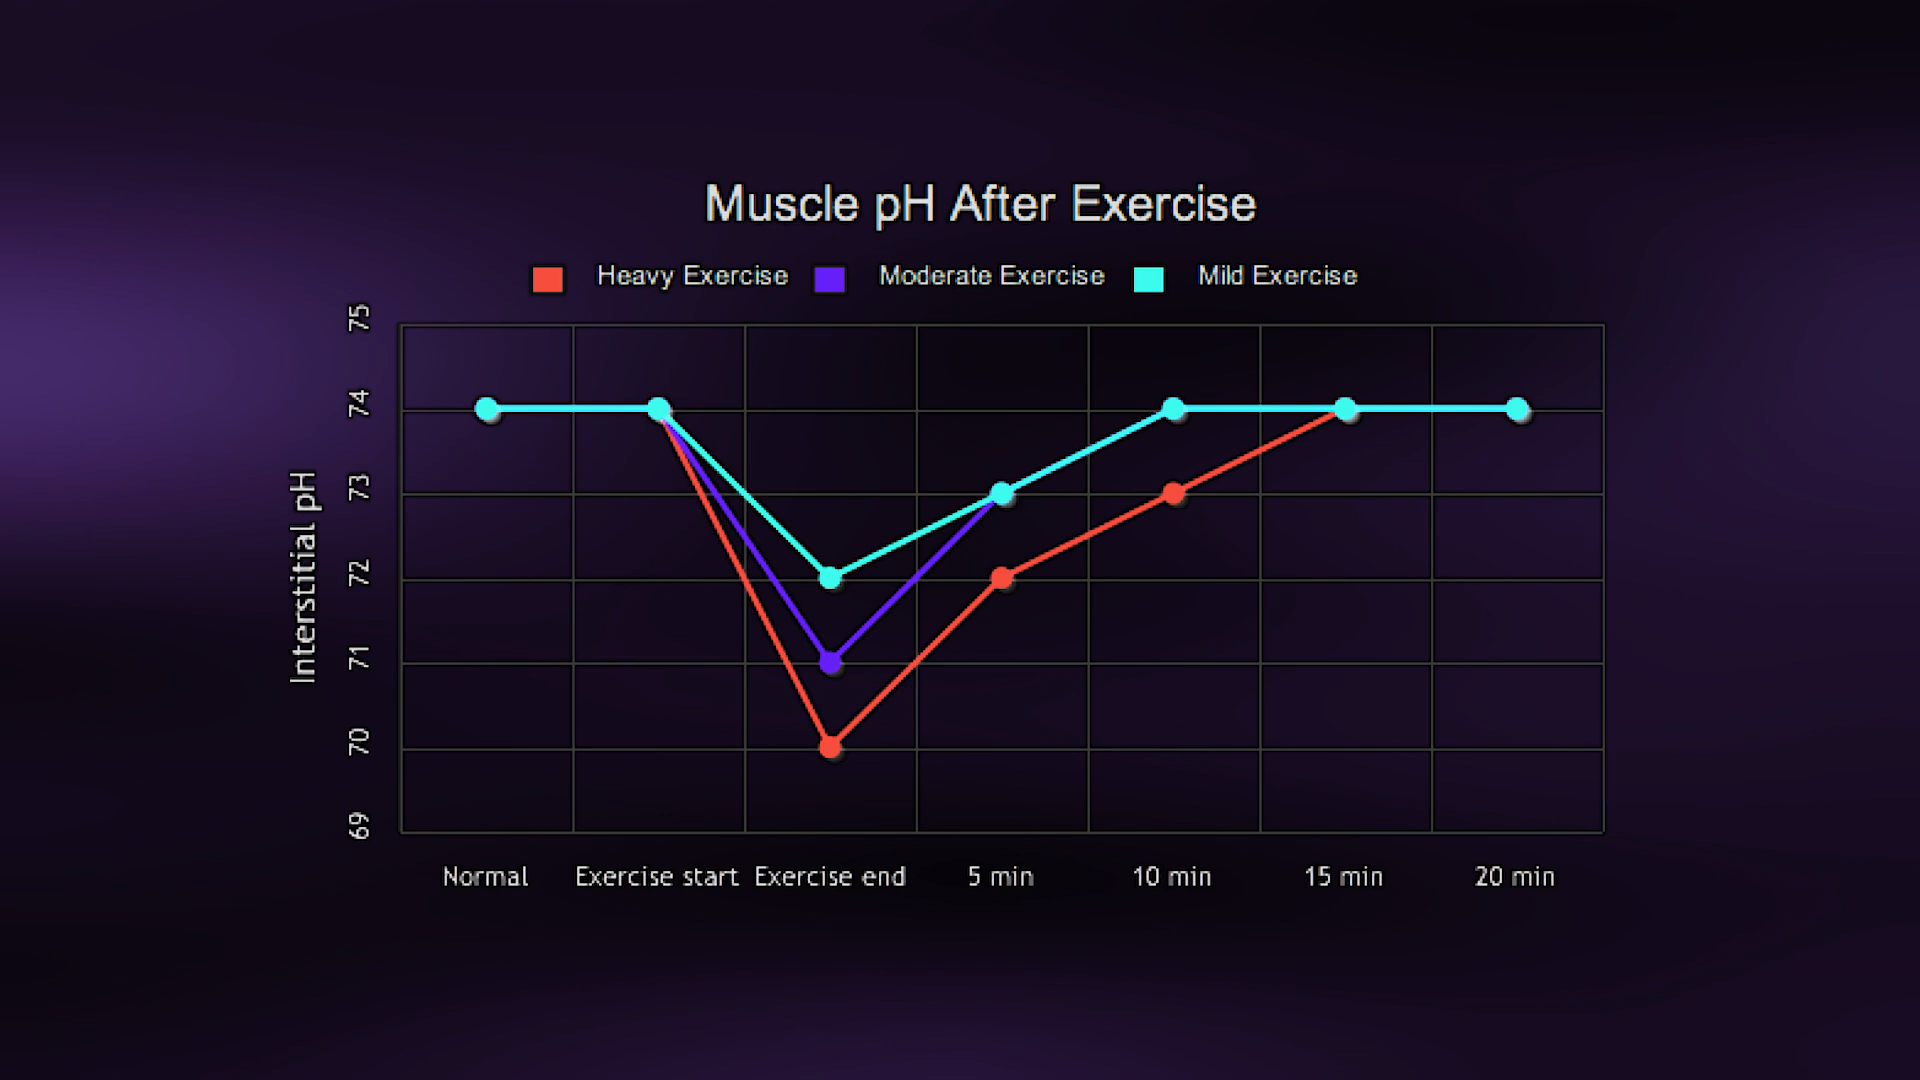 Muscle pH After Exercise
Heavy Exercise Moderate Exercise Mild Exercise
Interstitial pH
75
74
73
72
71
70
69
Normal Exercise start Exercise end 5 min 10 min 15 min 20 min